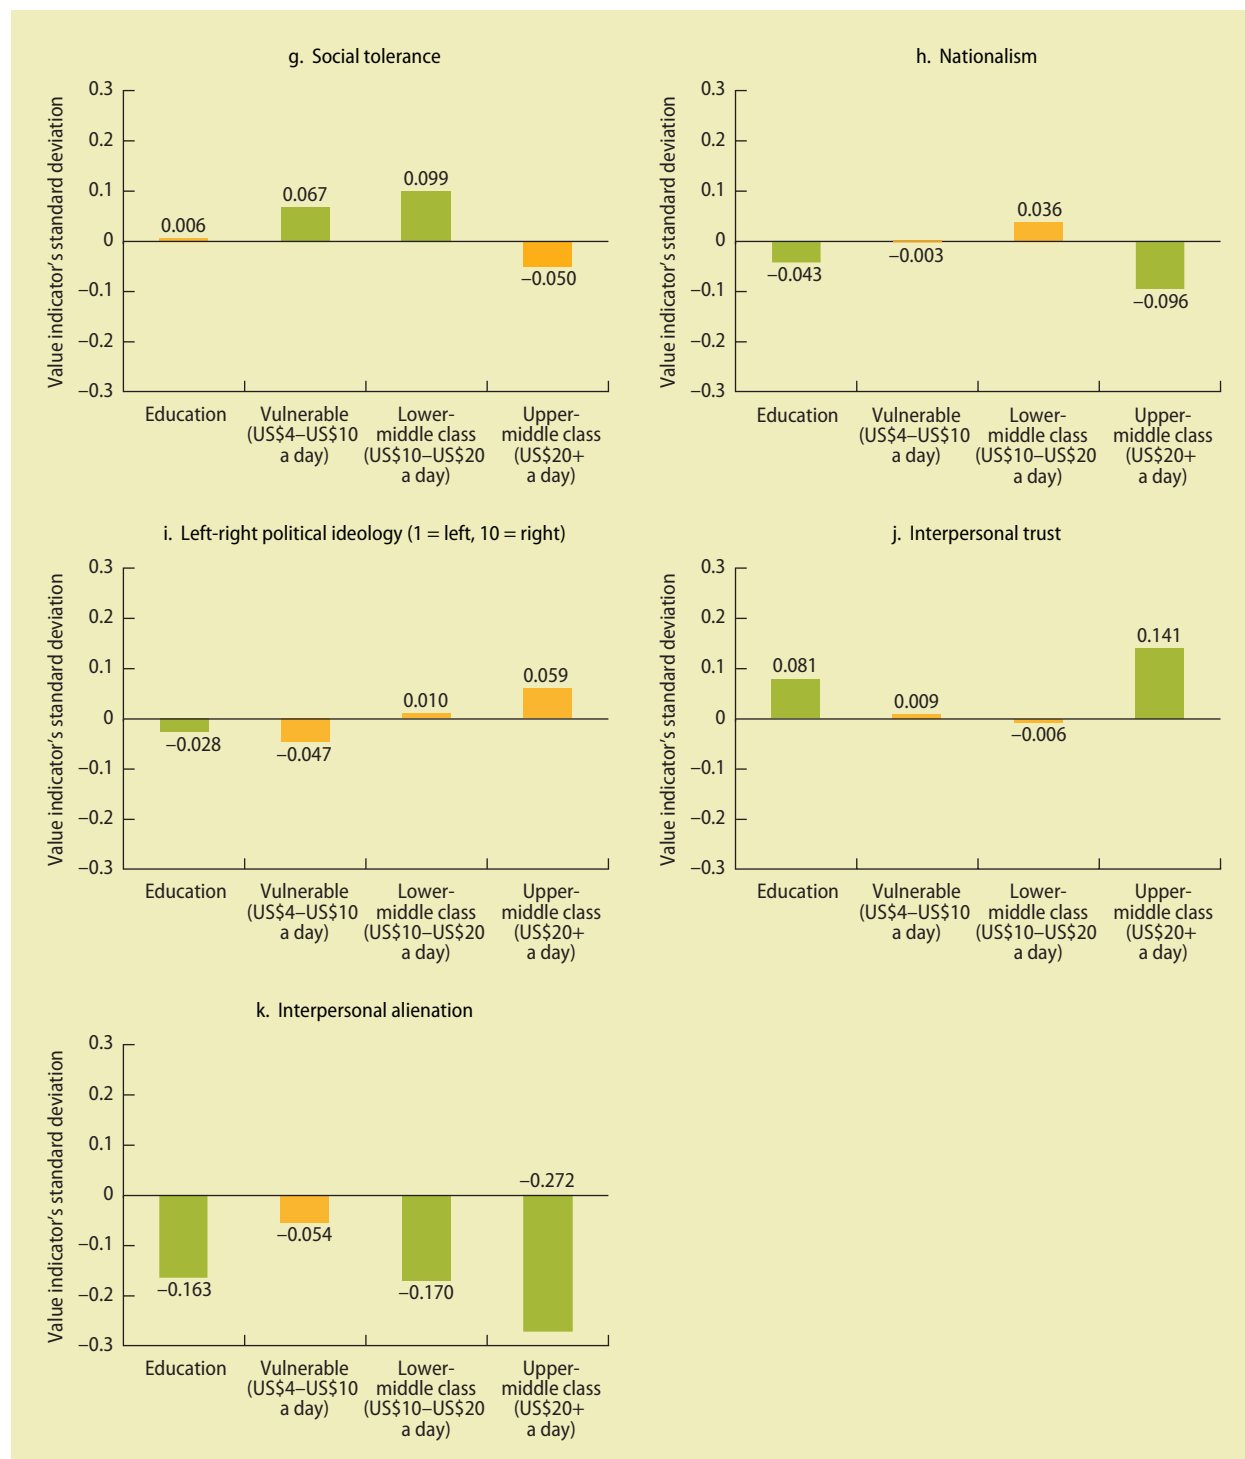 g. Social tolerance
Value indicator's standard deviation
0.3
0.2
0.1
0
–0.1
–0.2
–0.3
0.006
0.067
0.099
–0.050
Education
Vulnerable
(US$4–US$10
a day)
Lower-
middle class
(US$10–US$20
a day)
Upper-
middle class
(US$20+
a day)
h. Nationalism
Value indicator's standard deviation
0.3
0.2
0.1
0
–0.1
–0.2
–0.3
–0.043
–0.003
0.036
–0.096
Education
Vulnerable
(US$4–US$10
a day)
Lower-
middle class
(US$10–US$20
a day)
Upper-
middle class
(US$20+
a day)
i. Left-right political ideology (1 = left, 10 = right)
Value indicator's standard deviation
0.3
0.2
0.1
0
–0.1
–0.2
–0.3
–0.028
–0.047
0.010
0.059
Education
Vulnerable
(US$4–US$10
a day)
Lower-
middle class
(US$10–US$20
a day)
Upper-
middle class
(US$20+
a day)
j. Interpersonal trust
Value indicator's standard deviation
0.3
0.2
0.1
0
–0.1
–0.2
–0.3
0.081
0.009
–0.006
0.141
Education
Vulnerable
(US$4–US$10
a day)
Lower-
middle class
(US$10–US$20
a day)
Upper-
middle class
(US$20+
a day)
k. Interpersonal alienation
Value indicator's standard deviation
0.3
0.2
0.1
0
–0.1
–0.2
–0.3
–0.163
–0.054
–0.170
–0.272
Education
Vulnerable
(US$4–US$10
a day)
Lower-
middle class
(US$10–US$20
a day)
Upper-
middle class
(US$20+
a day)